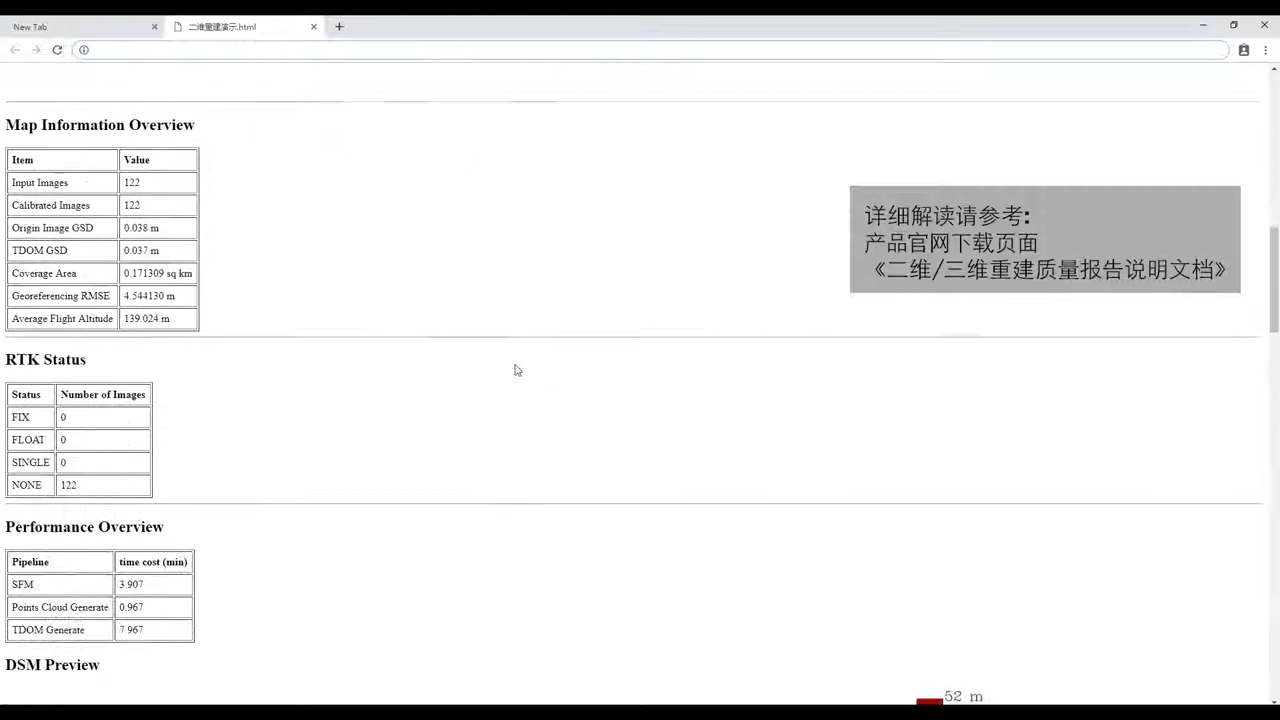 New Tab
二维重建演示.html
Map Information Overview
Item Value
Input Images 122
Calibrated Images 122
Origin Image GSD 0.038 m
TDOM GSD 0.037 m
Coverage Area 0.171309 sq km
Georeferencing RMSE 4.544130 m
Average Flight Altitude 139.024 m
详细解读请参考:
产品官网下载页面
《二维/三维重建质量报告说明文档》
RTK Status
Status Number of Images
FIX 0
FLOAT 0
SINGLE 0
NONE 122
Performance Overview
Pipeline time cost (min)
SFM 3.907
Points Cloud Generate 0.967
TDOM Generate 7.967
DSM Preview
52 m